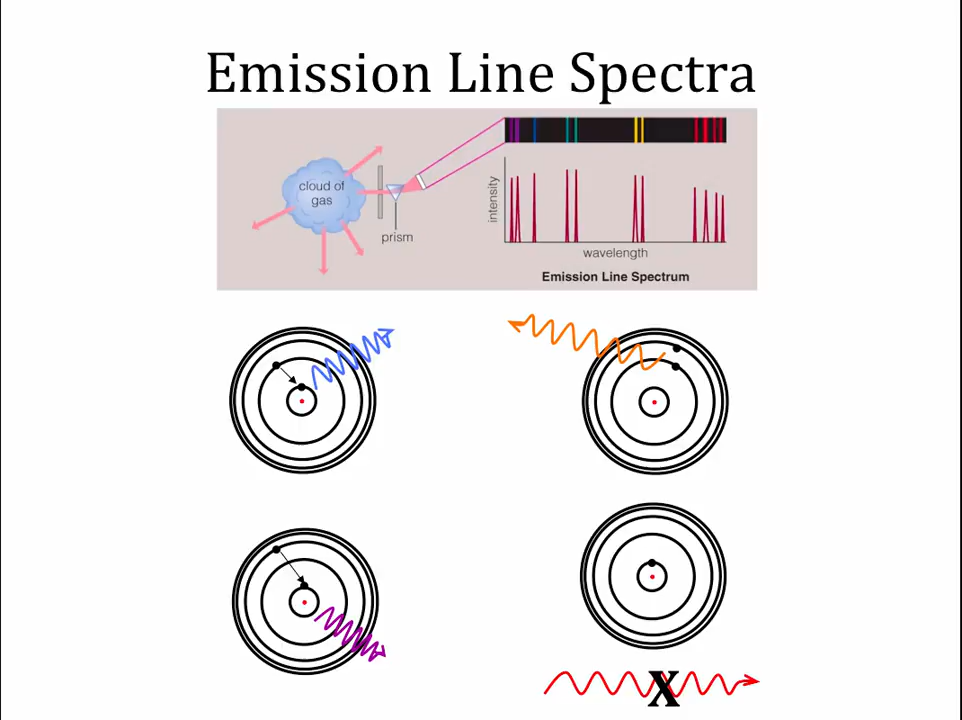 Emission Line Spectra
cloud of
gas
prism
intensity
wavelength
Emission Line Spectrum
X